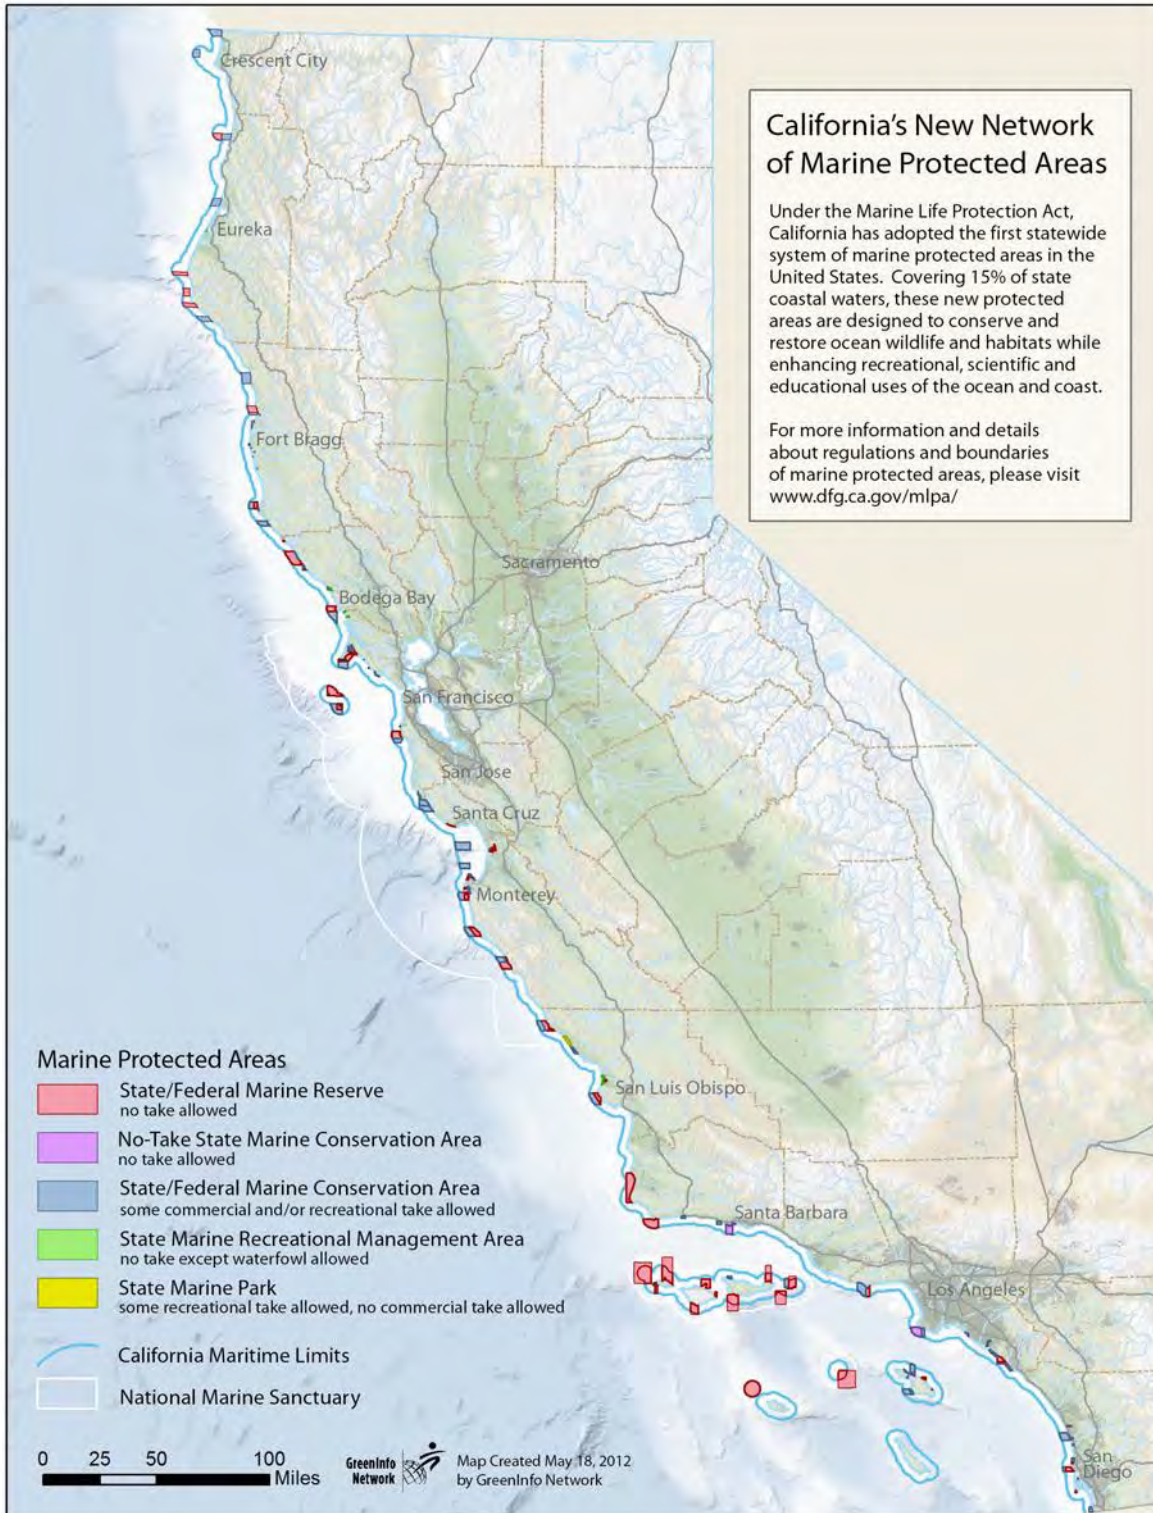 California's New Network
of Marine Protected Areas
Under the Marine Life Protection Act,
California has adopted the first statewide
system of marine protected areas in the
United States. Covering 15% of state
coastal waters, these new protected
areas are designed to conserve and
restore ocean wildlife and habitats while
enhancing recreational, scientific and
educational uses of the ocean and coast.
For more information and details
about regulations and boundaries
of marine protected areas, please visit
www.dfg.ca.gov/mlpa/
Crescent City
Eureka
Fort Bragg
Sacramento
Bodega Bay
San Francisco
San Jose
Santa Cruz
Monterey
San Luis Obispo
Santa Barbara
Los Angeles
San
Diego
Marine Protected Areas
State/Federal Marine Reserve
no take allowed
No-Take State Marine Conservation Area
no take allowed
State/Federal Marine Conservation Area
some commercial and/or recreational take allowed
State Marine Recreational Management Area
no take except waterfowl allowed
State Marine Park
some recreational take allowed, no commercial take allowed
California Maritime Limits
National Marine Sanctuary
0 25 50 100
Miles
GreenInfo
Network
Map Created May 18, 2012
by GreenInfo Network